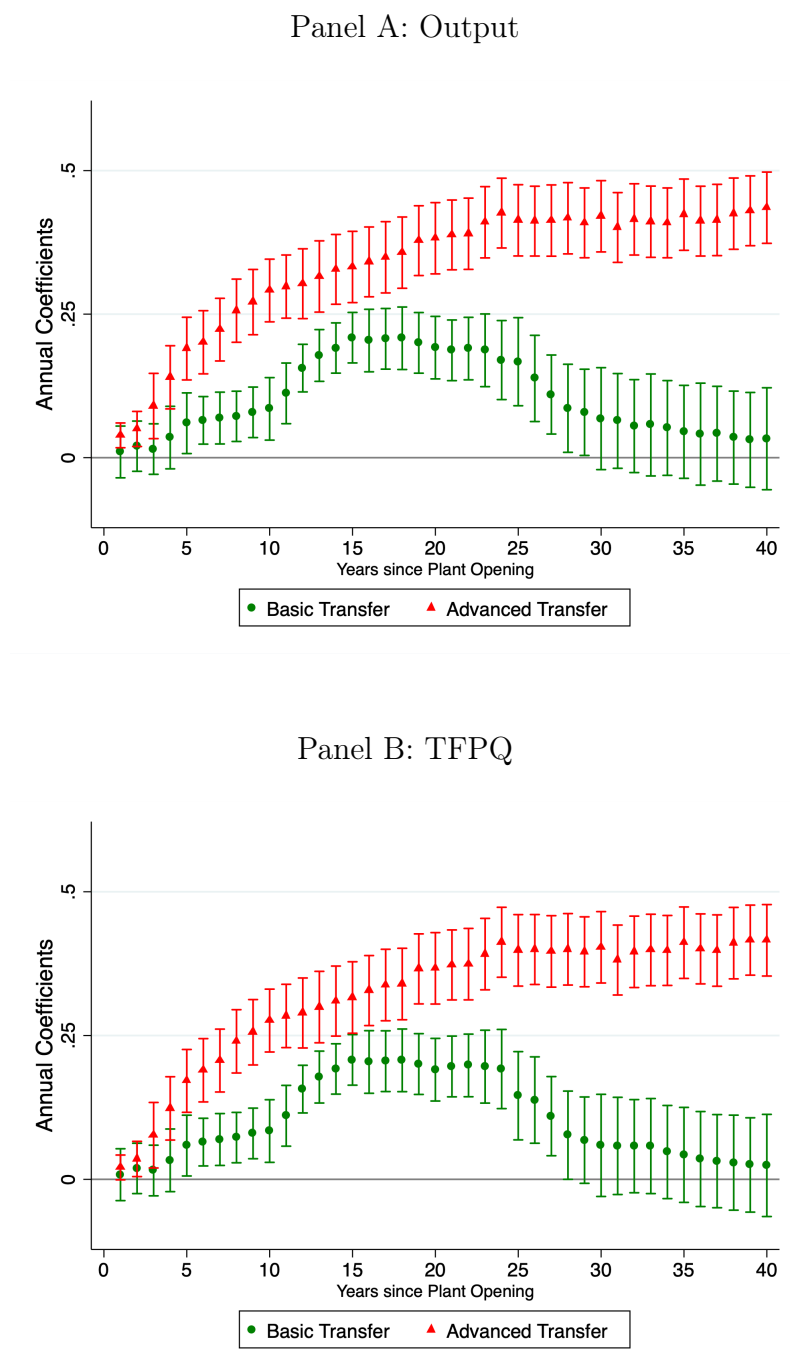 Panel A: Output
Annual Coefficients
.5
.25
0
0 5 10 15 20 25 30 35 40
Years since Plant Opening
Basic Transfer Advanced Transfer
Panel B: TFPQ
Annual Coefficients
.5
.25
0
0 5 10 15 20 25 30 35 40
Years since Plant Opening
Basic Transfer Advanced Transfer